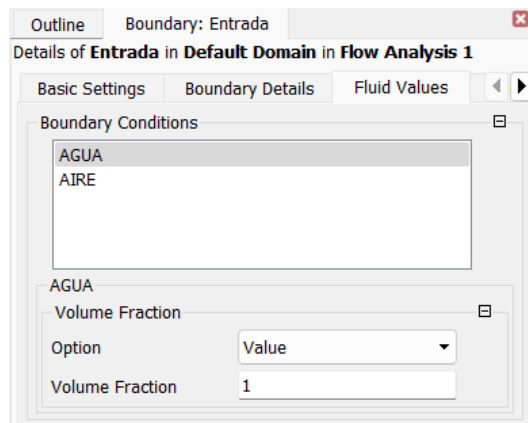 Outline Boundary: Entrada
Details of Entrada in Default Domain in Flow Analysis 1
Basic Settings Boundary Details Fluid Values
Boundary Conditions
AGUA
AIRE
AGUA
Volume Fraction
Option Value
Volume Fraction 1